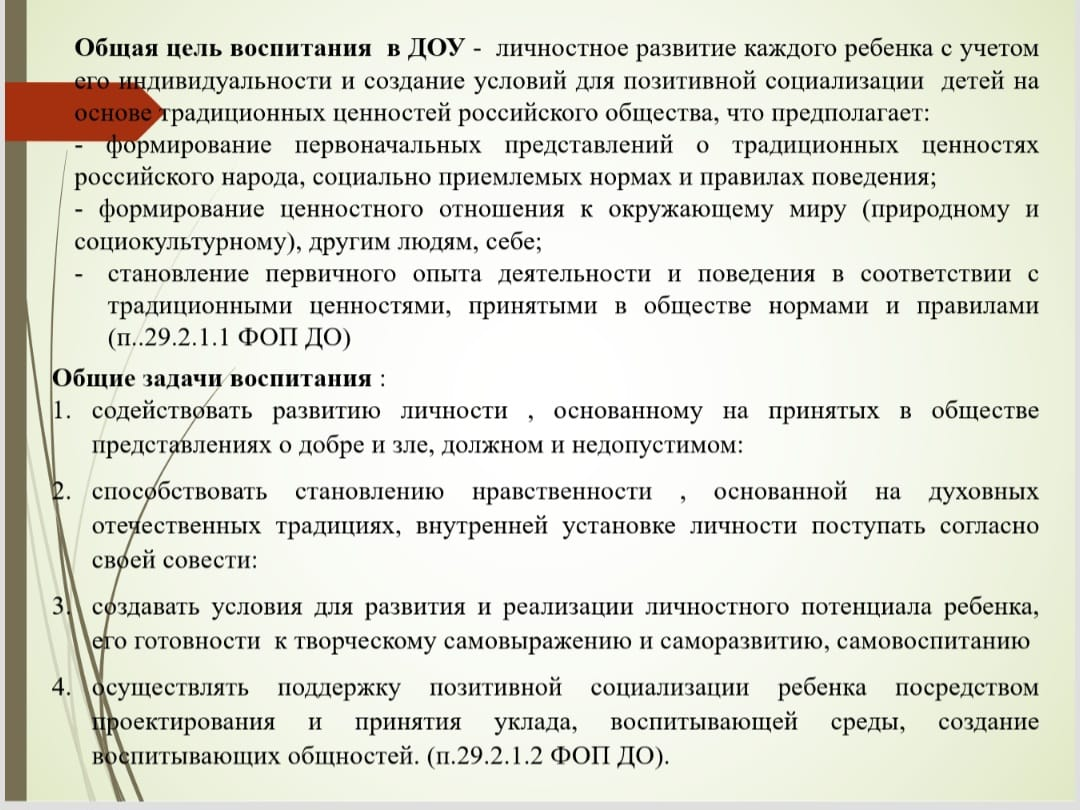 Общая цель воспитания в ДОУ - личностное развитие каждого ребенка с учетом
его индивидуальности и создание условий для позитивной социализации детей на
основе традиционных ценностей российского общества, что предполагает:
- формирование первоначальных представлений о традиционных ценностях
российского народа, социально приемлемых нормах и правилах поведения;
- формирование ценностного отношения к окружающему миру (природному и
социокультурному), другим людям, себе;
- становление первичного опыта деятельности и поведения в соответствии с
традиционными ценностями, принятыми в обществе нормами и правилами
(п..29.2.1.1 ФОП ДО)
Общие задачи воспитания :
1. содействовать развитию личности , основанному на принятых в обществе
представлениях о добре и зле, должном и недопустимом:
2. способствовать становлению нравственности , основанной на духовных
отечественных традициях, внутренней установке личности поступать согласно
своей совести:
3. создавать условия для развития и реализации личностного потенциала ребенка,
его готовности к творческому самовыражению и саморазвитию, самовоспитанию
4. осуществлять поддержку позитивной социализации ребенка посредством
проектирования и принятия уклада, воспитывающей среды, создание
воспитывающих общностей. (п.29.2.1.2 ФОП ДО).